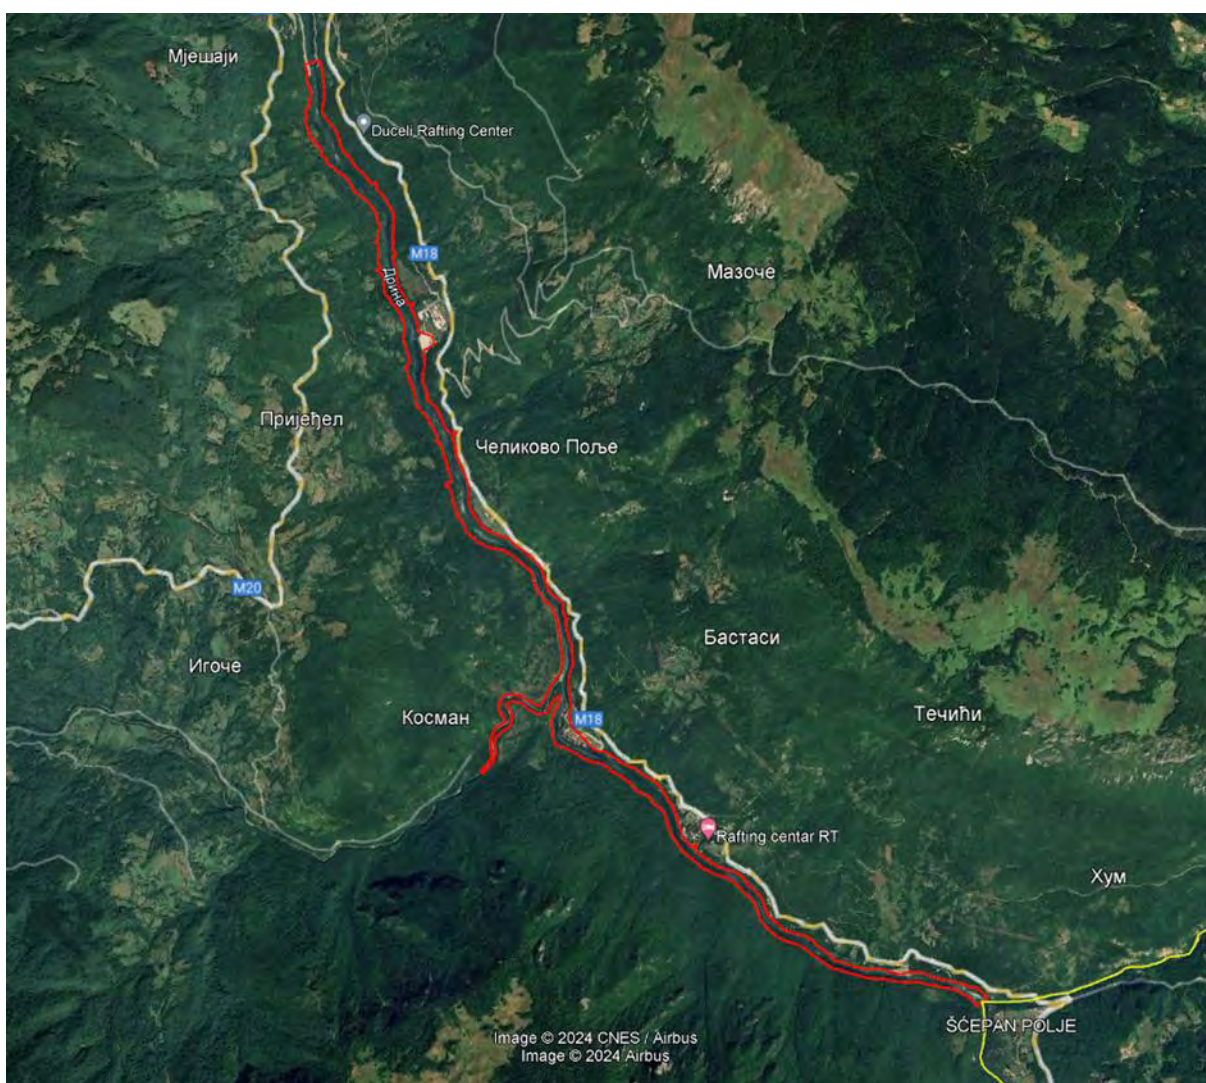 Мјешаји
Duceli Rafting Center
M18
Мазоче
Дрина
Пријеђел
Челиково Поље
M20
Бастаси
Игоче
Косман
M18
Течићи
Rafting centar RT
Хум
ŠĆEPAN POLJE
Image © 2024 CNES / Airbus
Image © 2024 Airbus